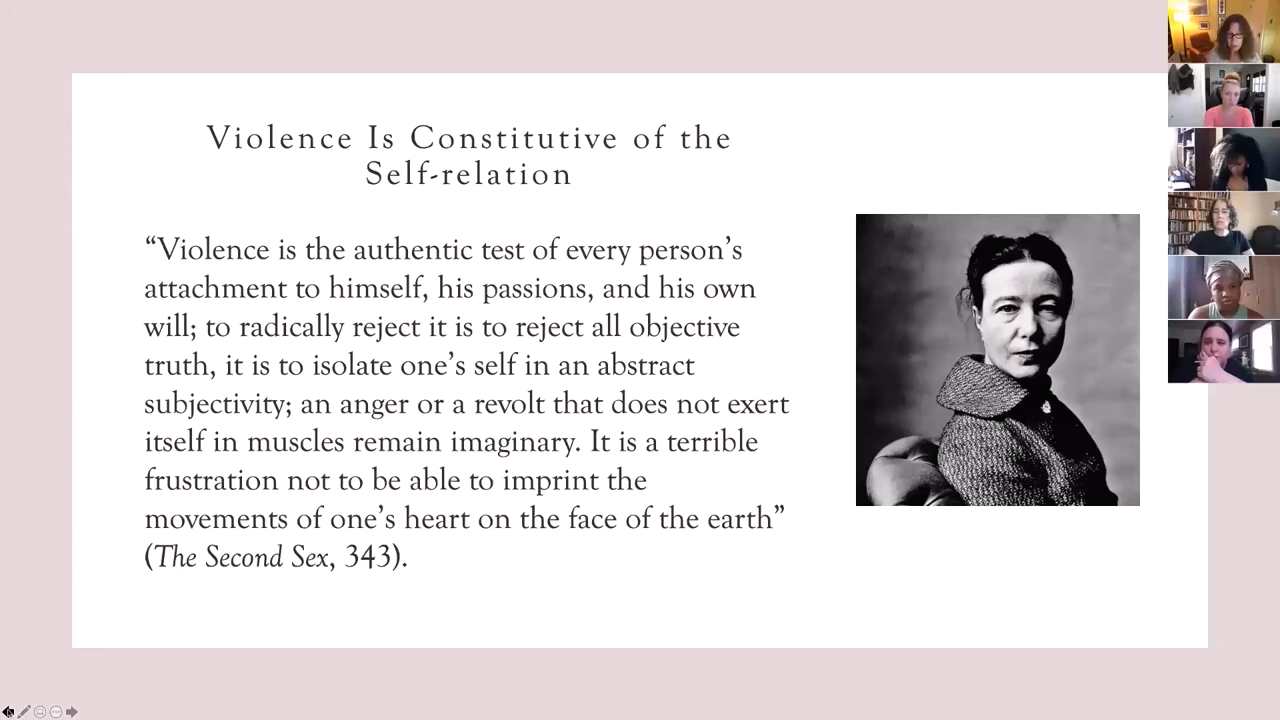 Violence Is Constitutive of the
Self-relation
“Violence is the authentic test of every person’s
attachment to himself, his passions, and his own
will; to radically reject it is to reject all objective
truth, it is to isolate one’s self in an abstract
subjectivity; an anger or a revolt that does not exert
itself in muscles remain imaginary. It is a terrible
frustration not to be able to imprint the
movements of one’s heart on the face of the earth”
(The Second Sex, 343).